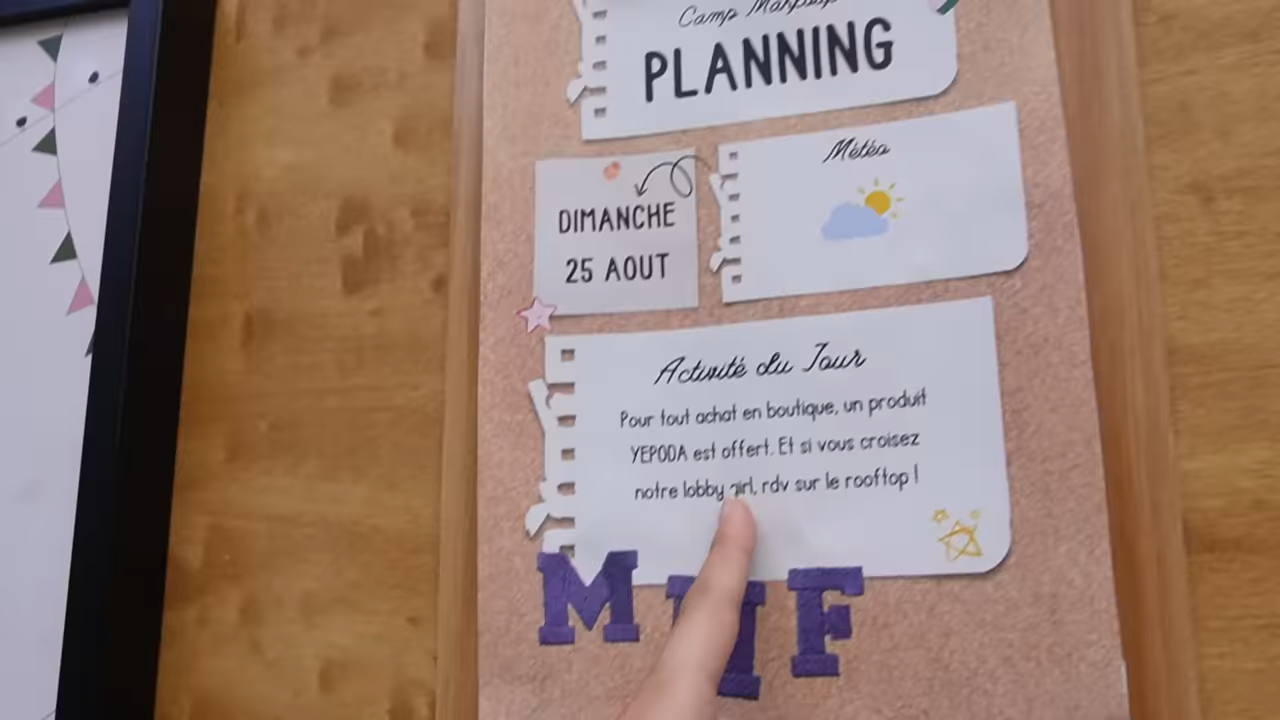 Camp
PLANNING
Météo
DIMANCHE
25 AOUT
Activité du Jour
Pour tout achat en boutique, un produit
YEPODA est offert. Et si vous croisez
notre lobby girl, rdv sur le rooftop !
M F